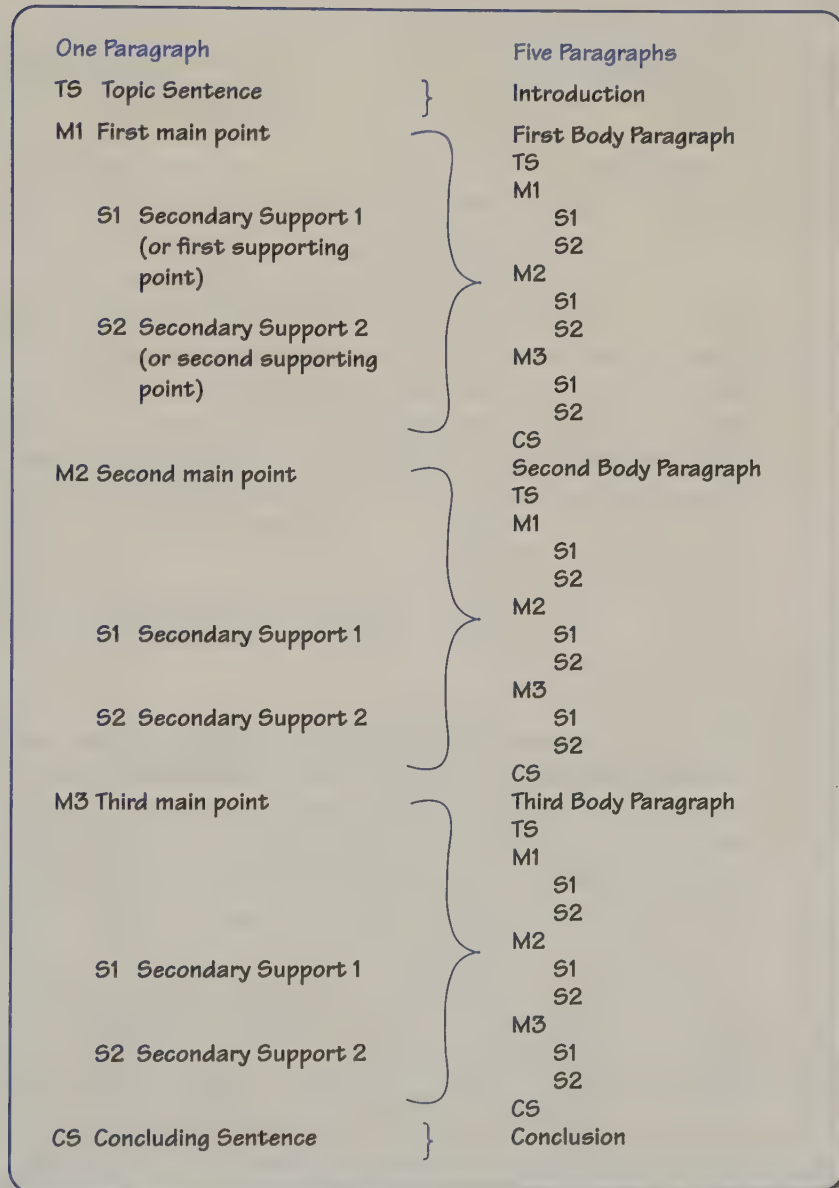 One Paragraph
TS Topic Sentence
M1 First main point
S1 Secondary Support 1
(or first supporting
point)
S2 Secondary Support 2
(or second supporting
point)
M2 Second main point
S1 Secondary Support 1
S2 Secondary Support 2
M3 Third main point
S1 Secondary Support 1
S2 Secondary Support 2
CS Concluding Sentence
Five Paragraphs
Introduction
First Body Paragraph
TS
M1
S1
S2
M2
S1
S2
M3
S1
S2
CS
Second Body Paragraph
TS
M1
S1
S2
M2
S1
S2
M3
S1
S2
CS
Third Body Paragraph
TS
M1
S1
S2
M2
S1
S2
M3
S1
S2
CS
Conclusion